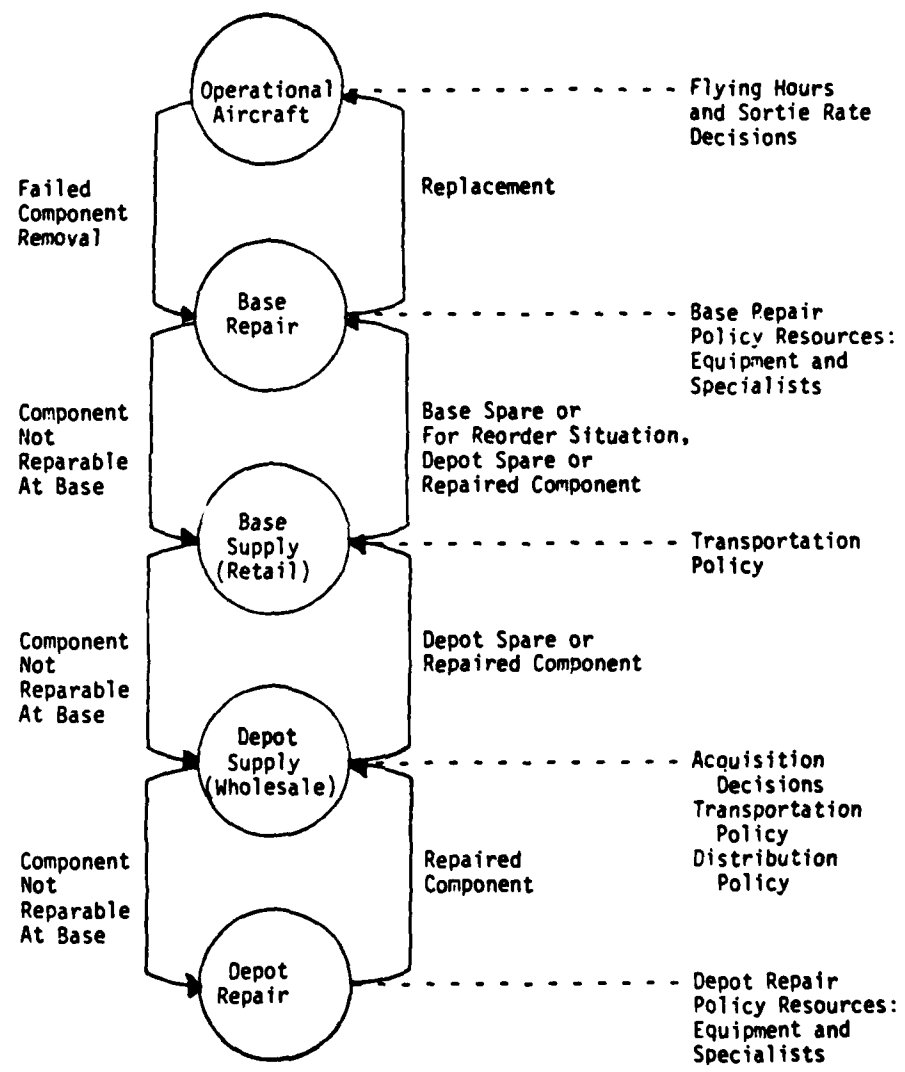 Operational
Aircraft
Flying Hours
and Sortie Rate
Decisions
Failed
Component
Removal
Replacement
Base
Repair
Base Repair
Policy Resources:
Equipment and
Specialists
Component
Not
Reparable
At Base
Base Spare or
For Reorder Situation,
Depot Spare or
Repaired Component
Base
Supply
(Retail)
Transportation
Policy
Component
Not
Reparable
At Base
Depot Spare or
Repaired Component
Depot
Supply
(Wholesale)
Acquisition
Decisions
Transportation
Policy
Distribution
Policy
Component
Not
Reparable
At Base
Repaired
Component
Depot
Repair
Depot Repair
Policy Resources:
Equipment and
Specialists